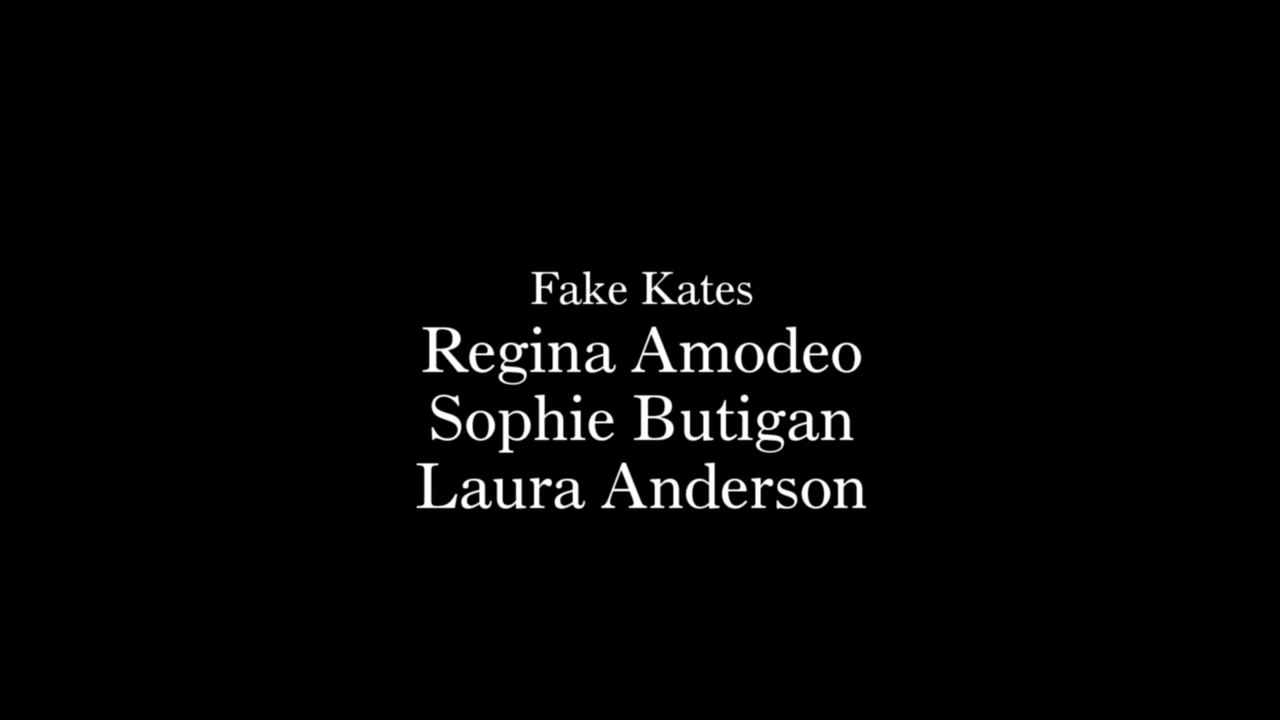 Fake Kates
Regina Amodeo
Sophie Butigan
Laura Anderson